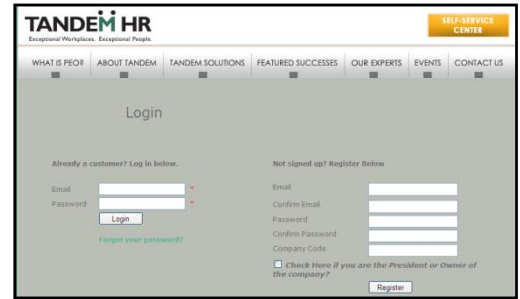 TANDEM HR
Exceptional Workplaces. Exceptional People.
SELF-SERVICE
CENTER
WHAT IS PEO?
ABOUT TANDEM
TANDEM SOLUTIONS
FEATURED SUCCESSES
OUR EXPERTS
EVENTS
CONTACT US
Login
Already a customer? Log in below.
Email *
Password *
Login
Forgot your password?
Not signed up? Register Below
Email
Confirm Email
Password
Confirm Password
Company Code
Check Here if you are the President or Owner of
the company?
Register